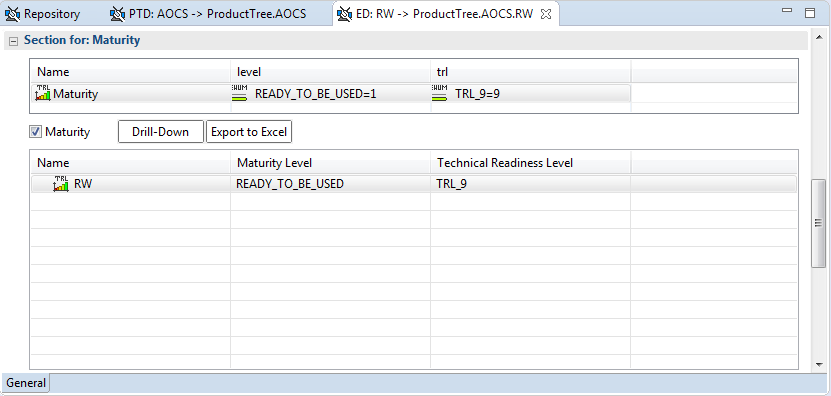 Repository PTD: AOCS -> ProductTree.AOCS ED: RW -> ProductTree.AOCS.RW
Section for: Maturity
Name level trl
TRL Maturity NUM READY_TO_BE_USED=1 NUM TRL_9=9
Maturity Drill-Down Export to Excel
Name Maturity Level Technical Readiness Level
TRL RW READY_TO_BE_USED TRL_9
General